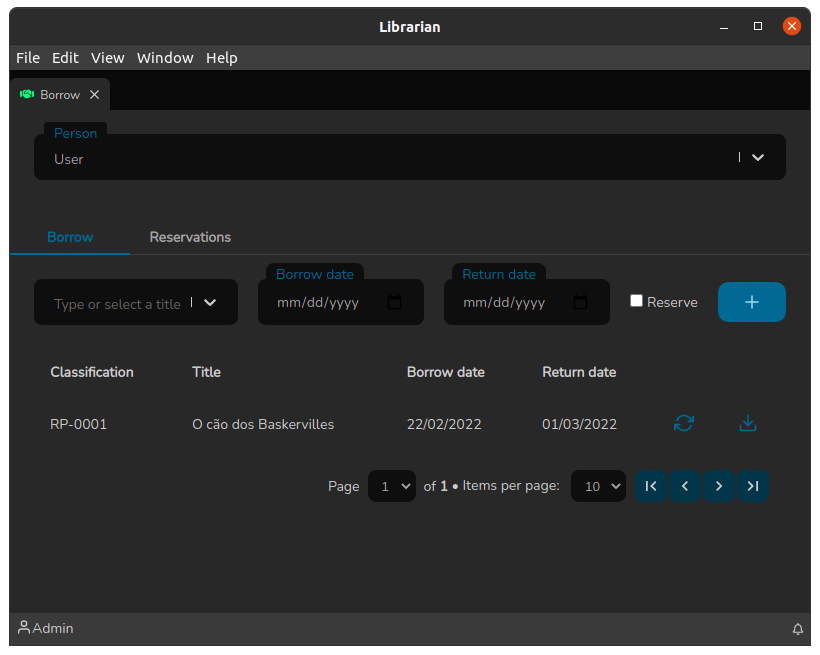 Librarian
File Edit View Window Help
Borrow
Person
User
Borrow Reservations
Borrow date Return date
Type or select a title mm/dd/yyyy mm/dd/yyyy Reserve +
Classification Title Borrow date Return date
RP-0001 O cão dos Baskervilles 22/02/2022 01/03/2022
Page 1 of 1 • Items per page: 10
Admin